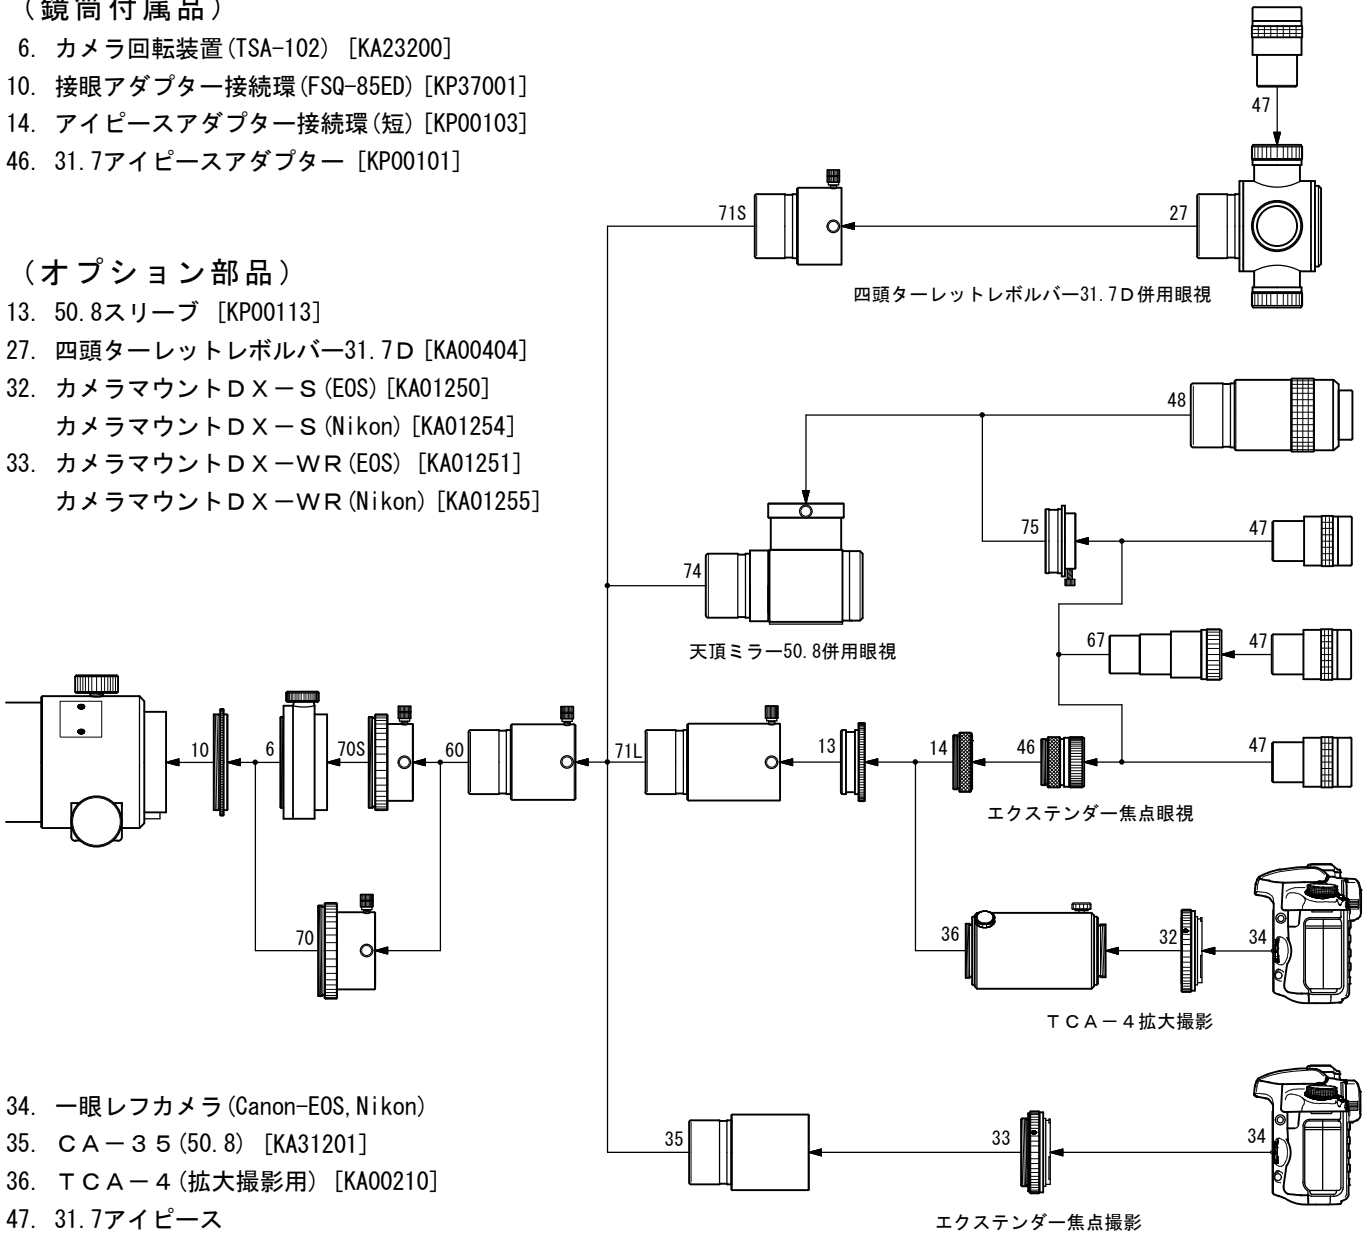 （鏡筒付属品）
6. カメラ回転装置(TSA-102) [KA23200]
10. 接眼アダプター接続環(FSQ-85ED) [KP37001]
14. アイピースアダプター接続環(短) [KP00103]
46. 31.7アイピースアダプター [KP00101]
（オプション部品）
13. 50.8スリーブ [KP00113]
27. 四頭ターレットレボルバー31.7Ｄ [KA00404]
32. カメラマウントＤＸ－Ｓ(EOS) [KA01250]
カメラマウントＤＸ－Ｓ(Nikon) [KA01254]
33. カメラマウントＤＸ－ＷＲ(EOS) [KA01251]
カメラマウントＤＸ－ＷＲ(Nikon) [KA01255]
47
71S
27
四頭ターレットレボルバー31.7Ｄ併用眼視
48
75
47
74
天頂ミラー50.8併用眼視
67
47
10
6
70S
60
71L
13
14
46
47
エクステンダー焦点眼視
70
36
32
34
ＴＣＡ－４拡大撮影
34. 一眼レフカメラ(Canon-EOS,Nikon)
35. ＣＡ－３５(50.8) [KA31201]
36. ＴＣＡ－４(拡大撮影用) [KA00210]
47. 31.7アイピース
35
33
34
エクステンダー焦点撮影